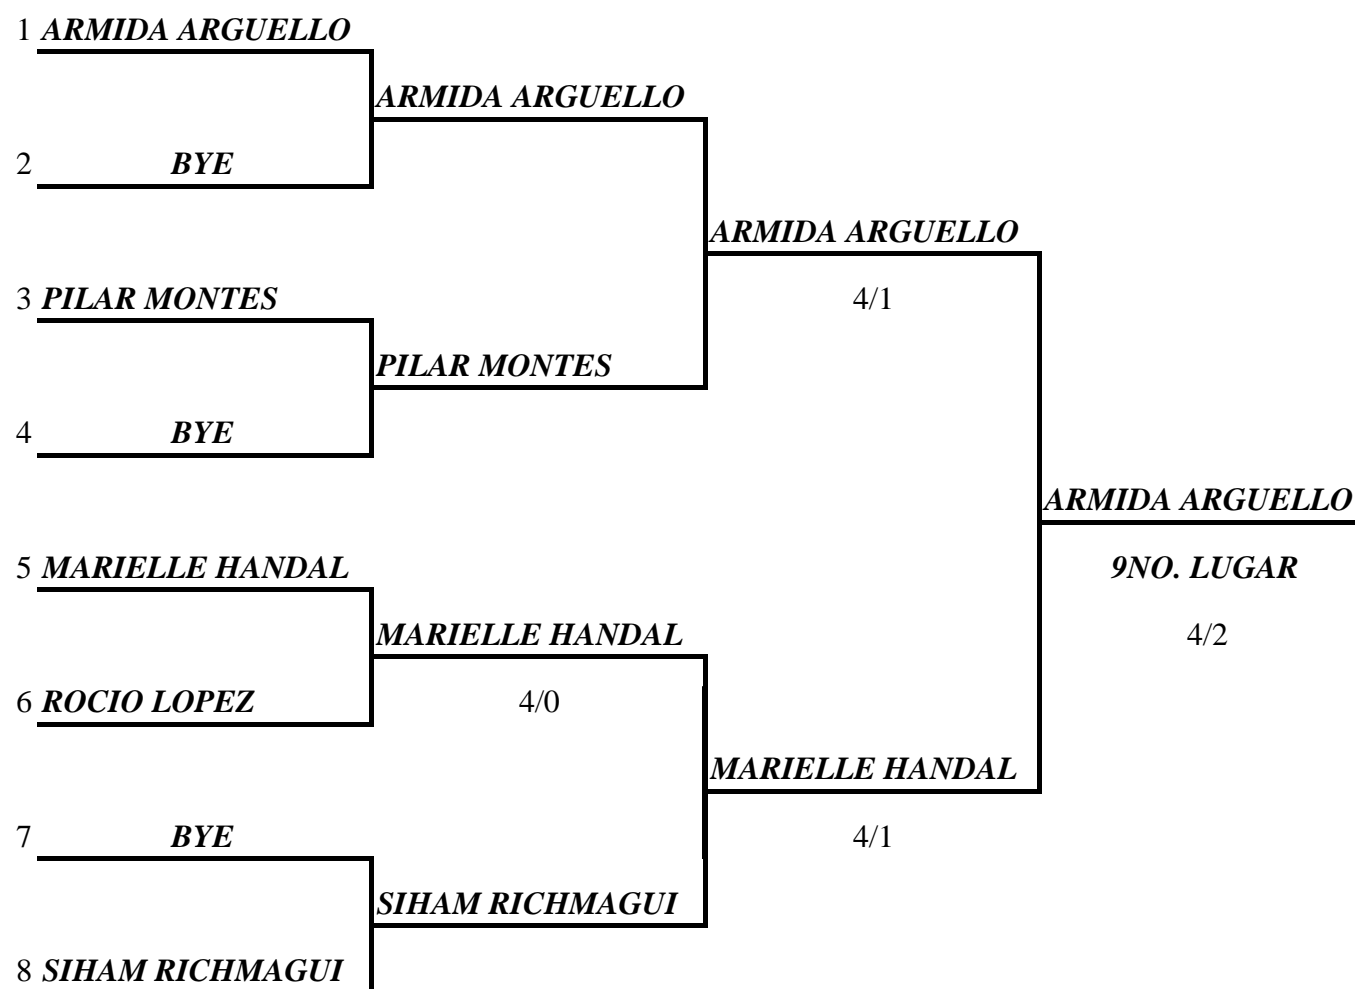 1 ARMIDA ARGUELLO
ARMIDA ARGUELLO
2 BYE
ARMIDA ARGUELLO
3 PILAR MONTES
4/1
PILAR MONTES
4 BYE
ARMIDA ARGUELLO
5 MARIELLE HANDAL
9NO. LUGAR
MARIELLE HANDAL
4/2
6 ROCIO LOPEZ
4/0
MARIELLE HANDAL
7 BYE
4/1
SIHAM RICHMAGUI
8 SIHAM RICHMAGUI